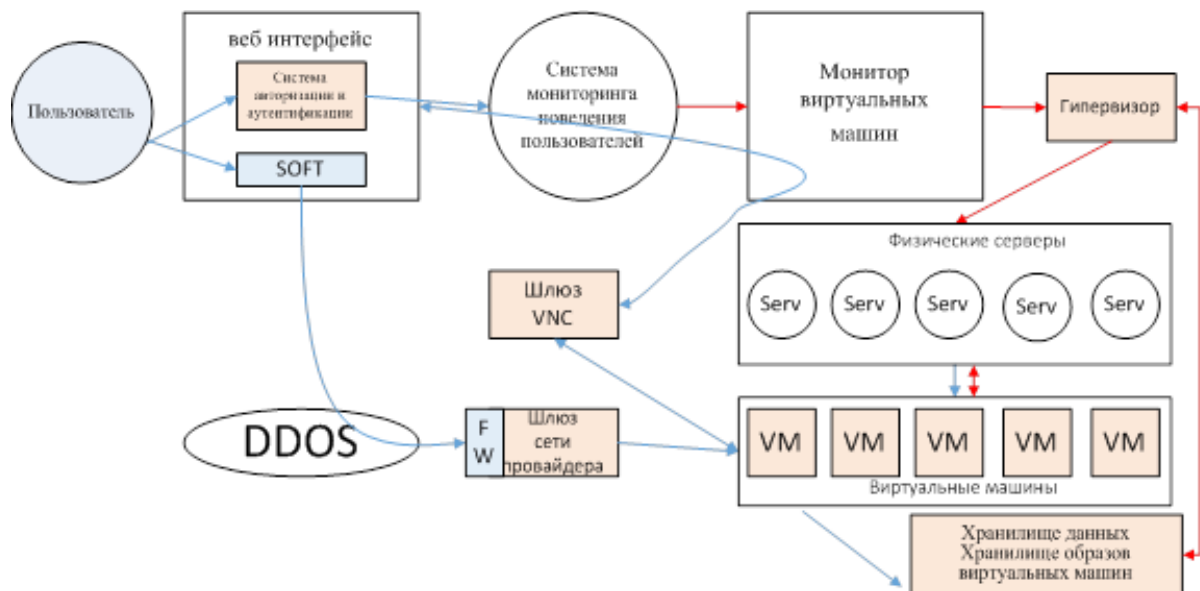 веб интерфейс
Пользователь
Система
авторизации и
аутентификации
SOFT
Система
мониторинга
поведения
пользователей
Монитор
виртуальных
машин
Гипервизор
Физические серверы
Serv
Serv
Serv
Serv
Serv
Шлюз
VNC
DDOS
F
W
Шлюз
сети
провайдера
VM
VM
VM
VM
VM
Виртуальные машины
Хранилище данных
Хранилище образов
виртуальных машин